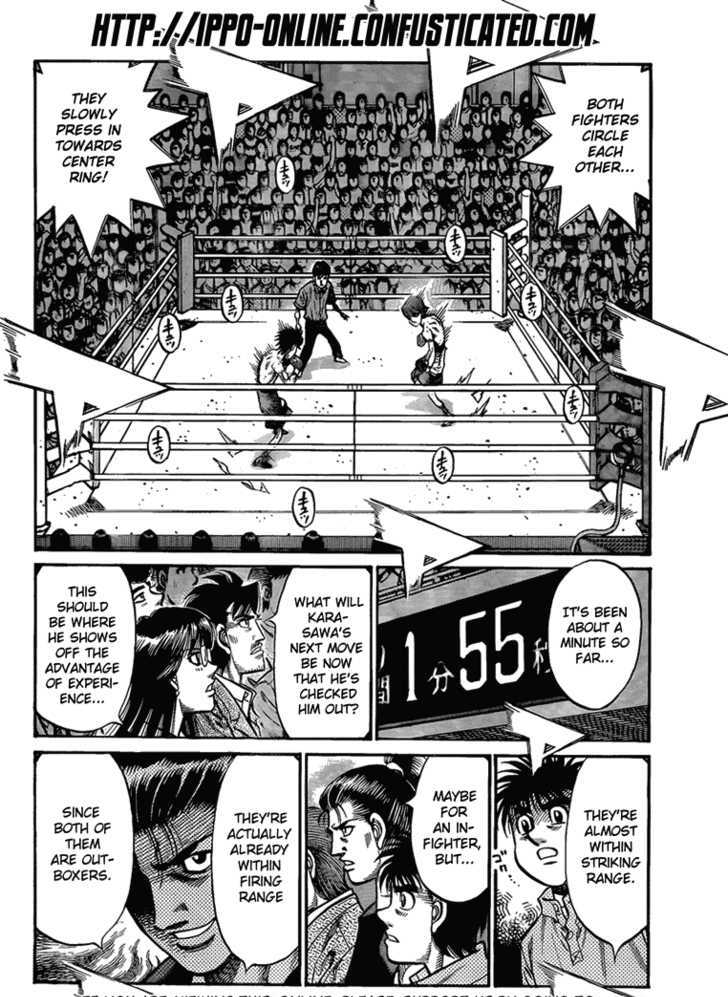 HTTP://IPPO-ONLINE.CONFUSTICATED.COM
BOTH
FIGHTERS
CIRCLE
EACH
OTHER...
THEY
SLOWLY
PRESS IN
TOWARDS
CENTER
RING!
IT'S BEEN
ABOUT A
MINUTE SO
FAR...
1分55秒
間
WHAT WILL
KARA-
SAWA'S
NEXT MOVE
BE NOW
THAT HE'S
CHECKED
HIM OUT?
THIS
SHOULD
BE WHERE
HE SHOWS
OFF THE
ADVANTAGE
OF EXPERI-
ENCE...
THEY'RE
ALMOST
WITHIN
STRIKING
RANGE.
MAYBE
FOR
AN IN-
FIGHTER,
BUT...
THEY'RE
ACTUALLY
ALREADY
WITHIN
FIRING
RANGE
SINCE
BOTH OF
THEM
ARE OUT-
BOXERS.